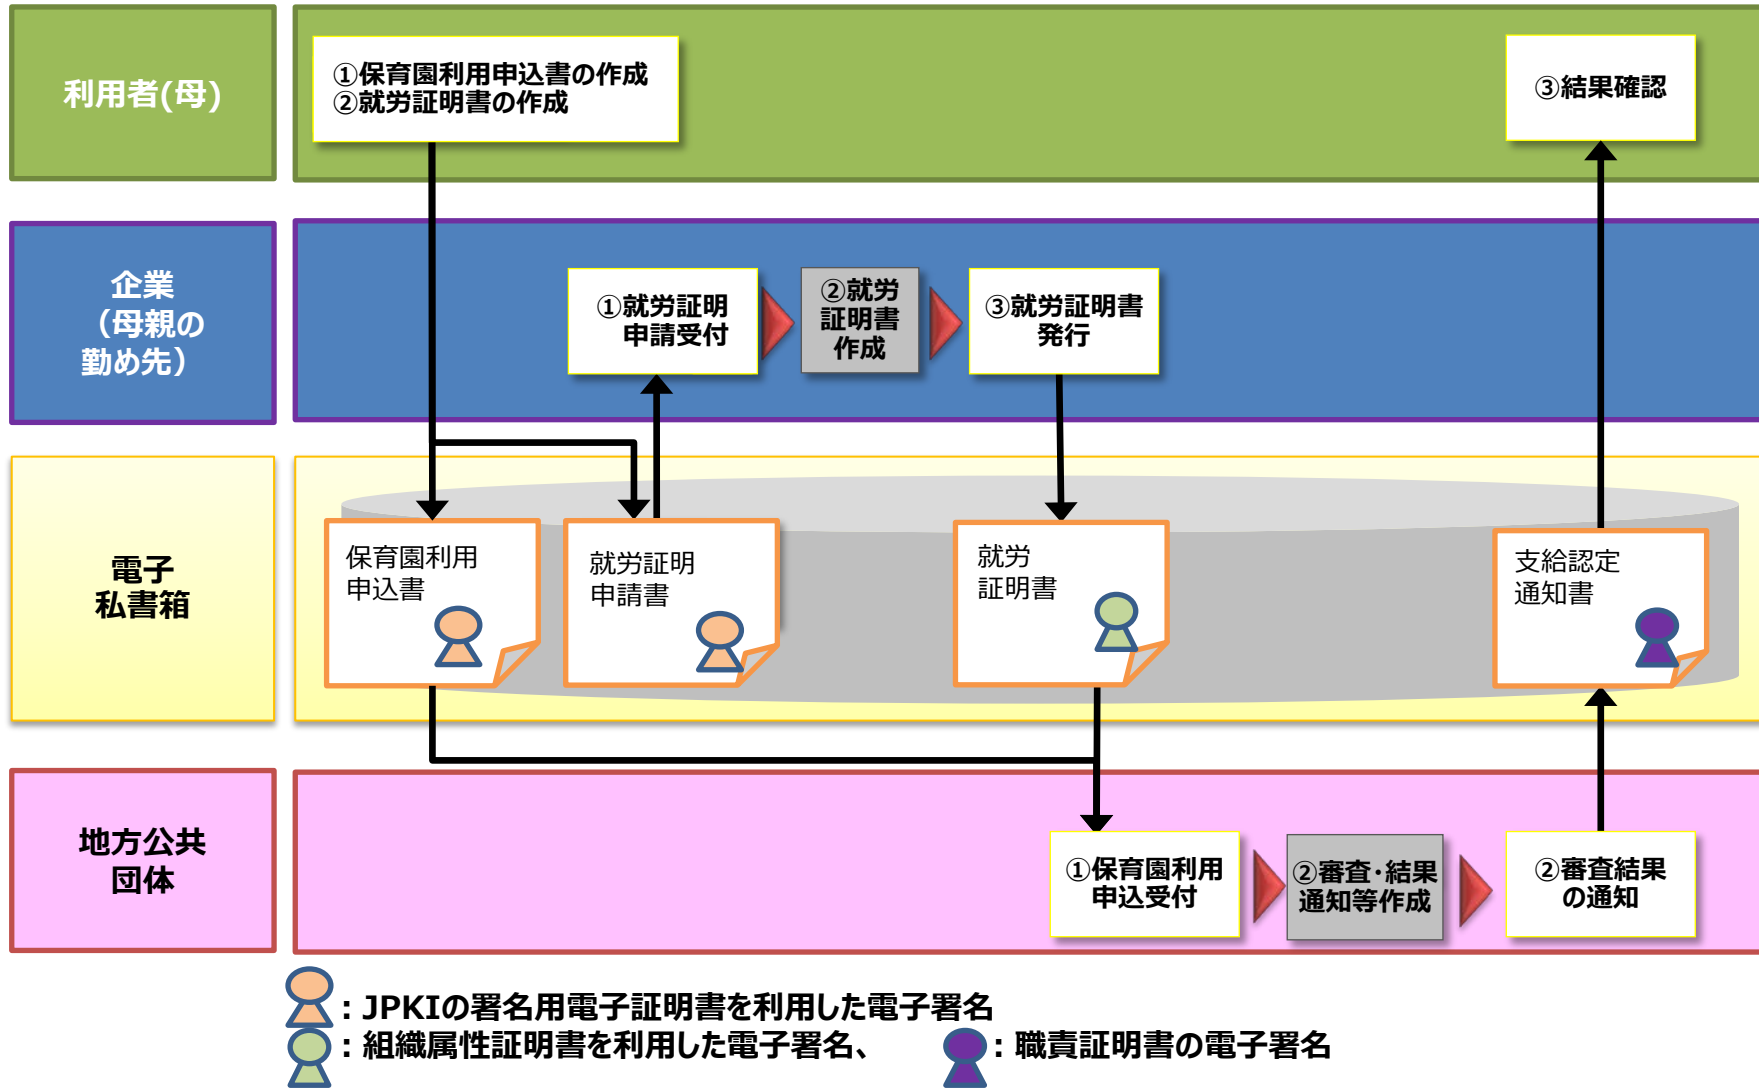 利用者(母)
①保育園利用申込書の作成
②就労証明書の作成
③結果確認
企業
（母親の
勤め先）
①就労証明
申請受付
②就労
証明書
作成
③就労証明書
発行
電子
私書箱
保育園利用
申込書
就労証明
申請書
就労
証明書
支給認定
通知書
地方公共
団体
①保育園利用
申込受付
②審査・結果
通知等作成
②審査結果
の通知
：JPKIの署名用電子証明書を利用した電子署名
：組織属性証明書を利用した電子署名、
：職責証明書の電子署名